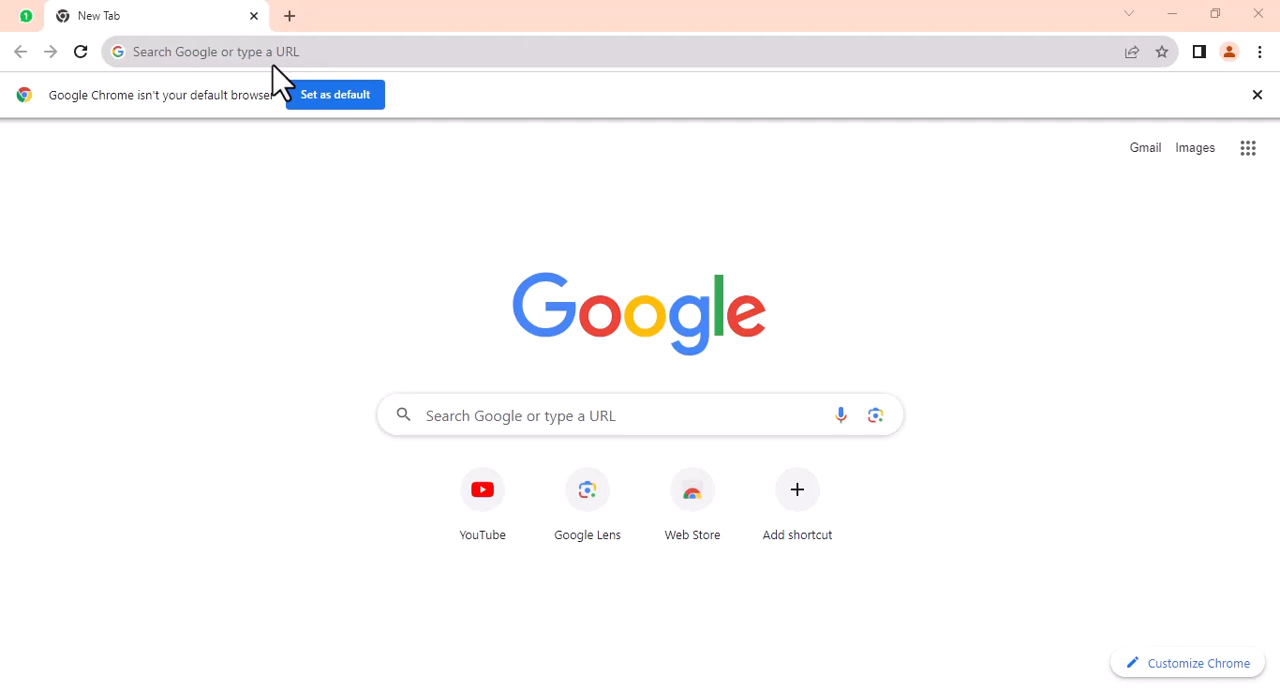 1
New Tab
Search Google or type a URL
Google Chrome isn't your default browser
Set as default
Gmail
Images
Google
Search Google or type a URL
YouTube
Google Lens
Web Store
Add shortcut
Customize Chrome